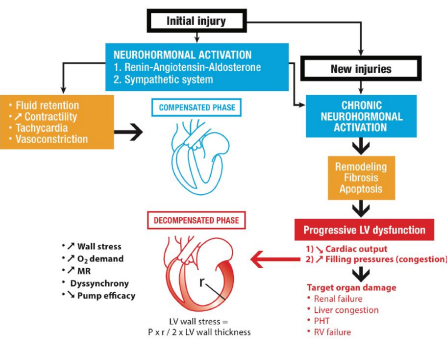 Initial injury
NEUROHORMONAL ACTIVATION
1. Renin-Angiotensin-Aldosterone
2. Sympathetic system
New injuries
• Fluid retention
• ↗ Contractility
• Tachycardia
• Vasoconstriction
COMPENSATED PHASE
CHRONIC
NEUROHORMONAL
ACTIVATION
Remodeling
Fibrosis
Apoptosis
DECOMPENSATED PHASE
Progressive LV dysfunction
1) ↘ Cardiac output
2) ↗ Filling pressures (congestion)
• ↗ Wall stress
• ↗ O₂ demand
• ↗ MR
Dyssynchrony
• ↘ Pump efficacy
r
LV wall stress =
P x r / 2 x LV wall thickness
Target organ damage
• Renal failure
• Liver congestion
• PHT
• RV failure